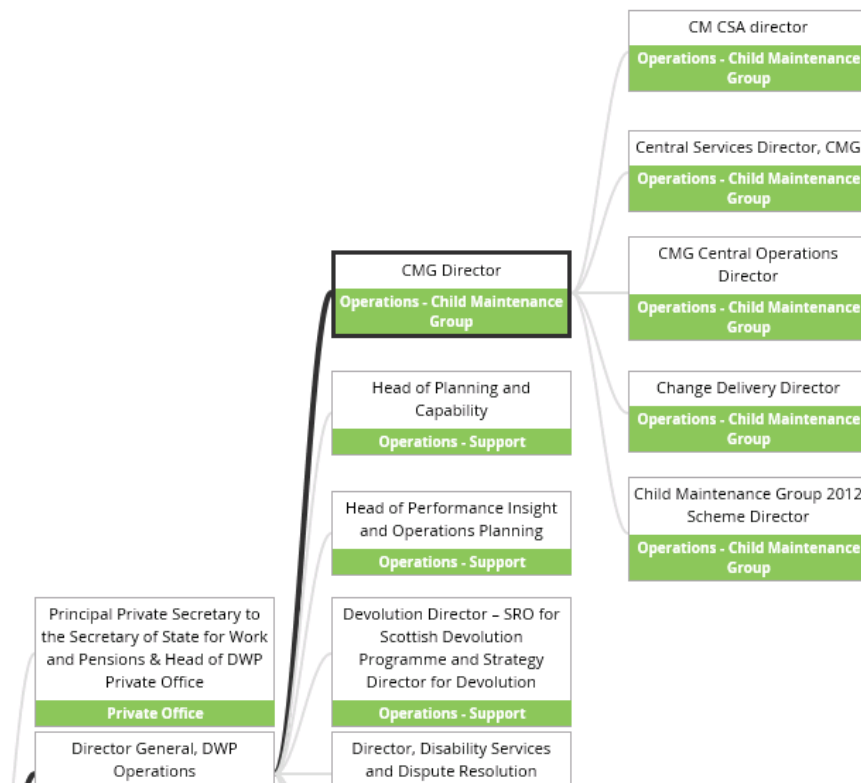 CM CSA director
Operations - Child Maintenance
Group
Central Services Director, CMG
Operations - Child Maintenance
Group
CMG Central Operations
Director
Operations - Child Maintenance
Group
Change Delivery Director
Operations - Child Maintenance
Group
Child Maintenance Group 2012
Scheme Director
Operations - Child Maintenance
Group
CMG Director
Operations - Child Maintenance
Group
Head of Planning and
Capability
Operations - Support
Head of Performance Insight
and Operations Planning
Operations - Support
Devolution Director – SRO for
Scottish Devolution
Programme and Strategy
Director for Devolution
Operations - Support
Director, Disability Services
and Dispute Resolution
Principal Private Secretary to
the Secretary of State for Work
and Pensions & Head of DWP
Private Office
Private Office
Director General, DWP
Operations